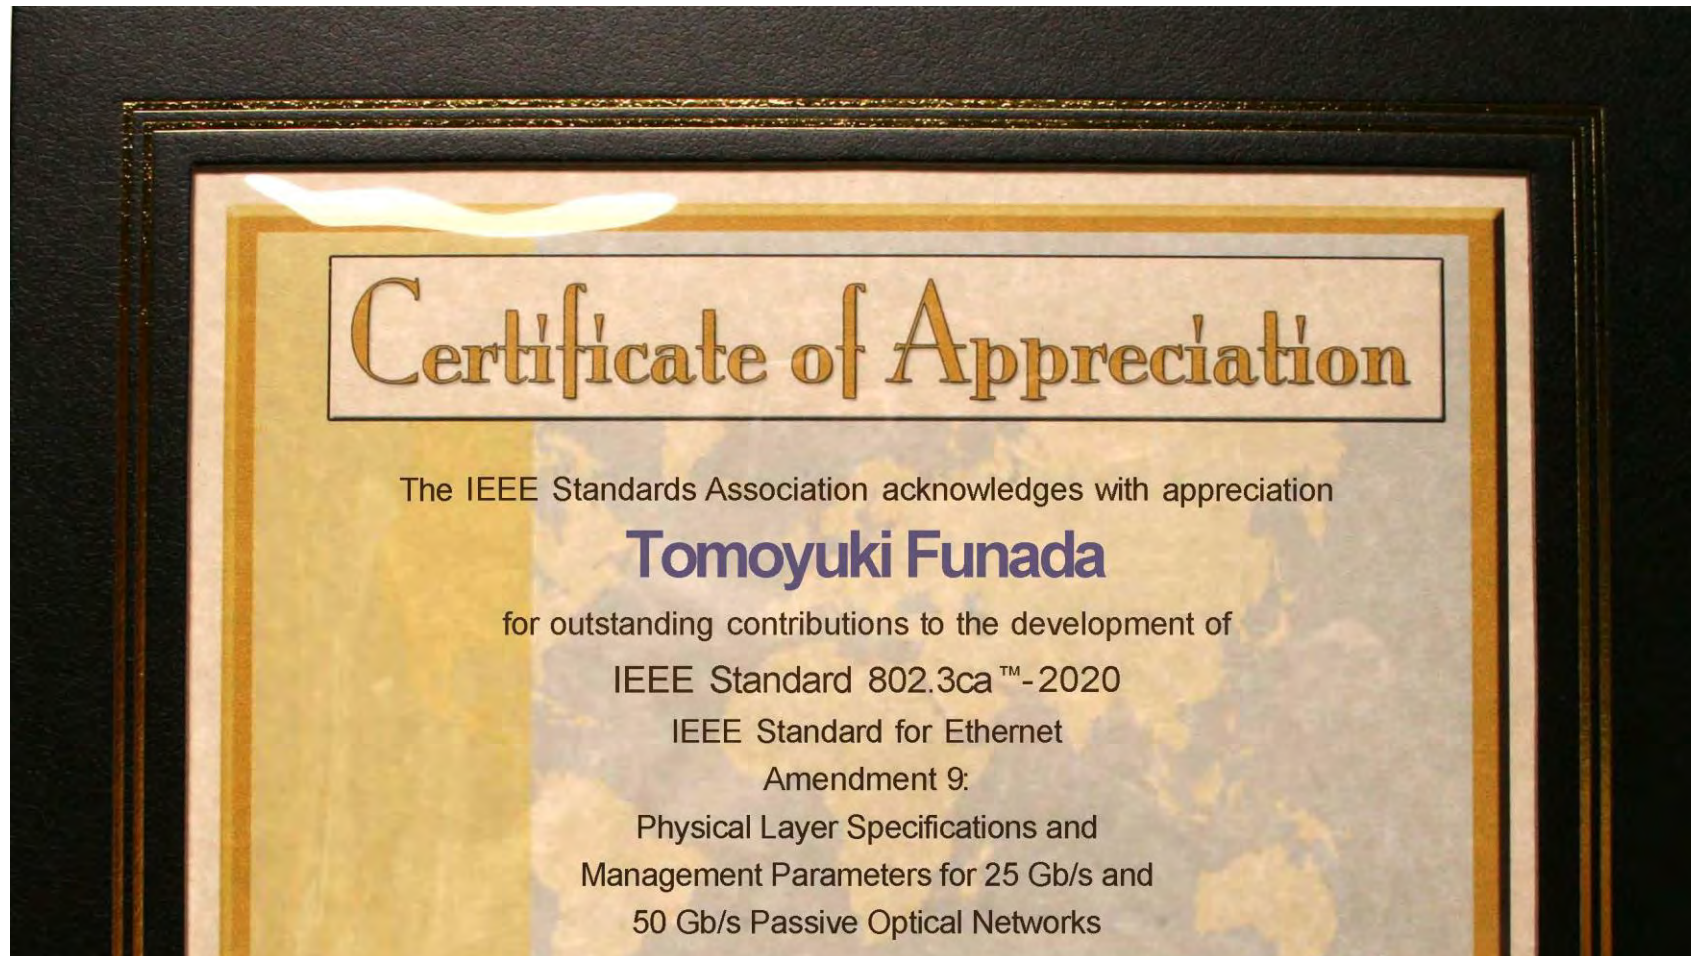 Certificate of Appreciation
The IEEE Standards Association acknowledges with appreciation
Tomoyuki Funada
for outstanding contributions to the development of
IEEE Standard 802.3ca™-2020
IEEE Standard for Ethernet
Amendment 9:
Physical Layer Specifications and
Management Parameters for 25 Gb/s and
50 Gb/s Passive Optical Networks